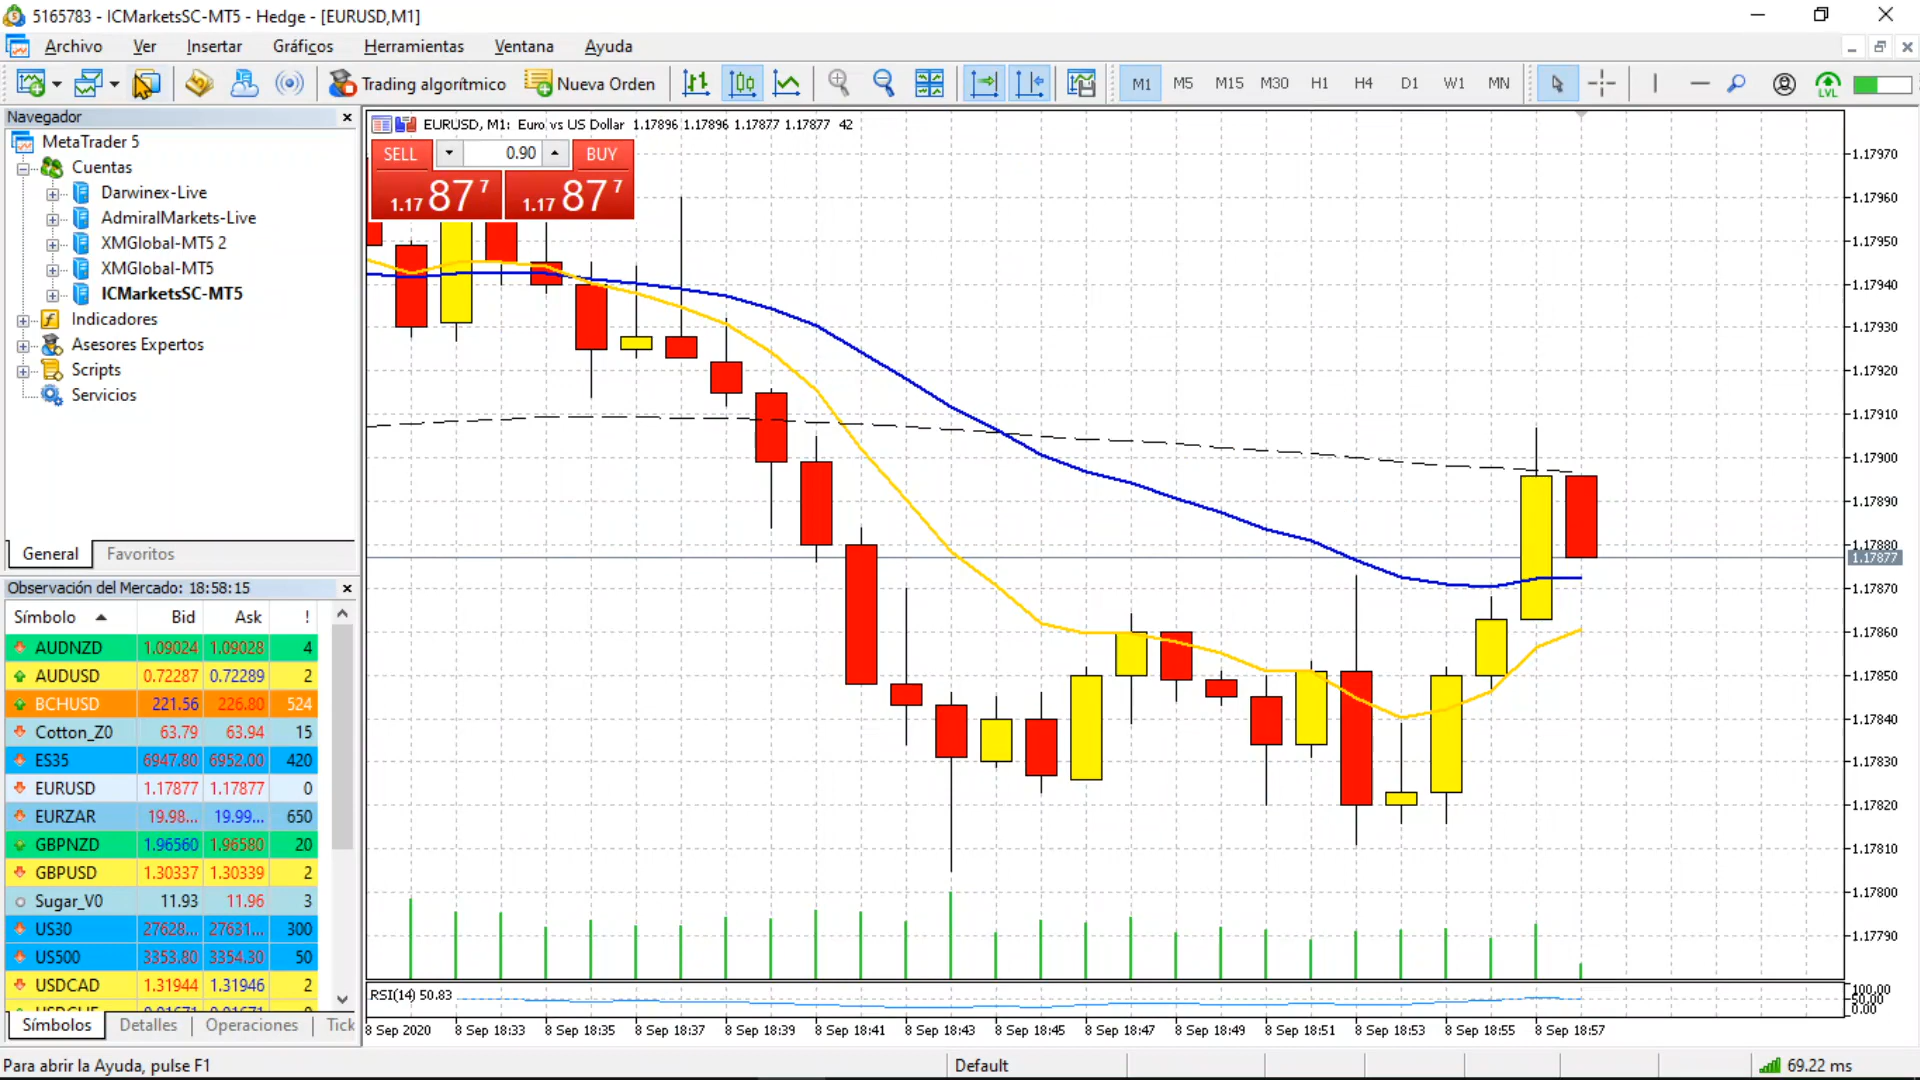 5165783 - ICMarketsSC-MT5 - Hedge - [EURUSD,M1]
Archivo Ver Insertar Gráficos Herramientas Ventana Ayuda
Trading algorítmico Nueva Orden M1 M5 M15 M30 H1 H4 D1 W1 MN LVL
Navegador
MetaTrader 5
Cuentas
Darwinex-Live
AdmiralMarkets-Live
XMGlobal-MT5 2
XMGlobal-MT5
ICMarketsSC-MT5
Indicadores
Asesores Expertos
Scripts
Servicios
General Favoritos
Observación del Mercado: 18:58:15
Símbolo Bid Ask !
AUDNZD 1.09024 1.09028 4
AUDUSD 0.72287 0.72289 2
BCHUSD 221.56 226.80 524
Cotton_Z0 63.79 63.94 15
ES35 6947.80 6952.00 420
EURUSD 1.17877 1.17877 0
EURZAR 19.98... 19.99... 650
GBPNZD 1.96560 1.96580 20
GBPUSD 1.30337 1.30339 2
Sugar_V0 11.93 11.96 3
US30 27628... 27631... 300
US500 3353.80 3354.30 50
USDCAD 1.31944 1.31946 2
Símbolos Detalles Operaciones Tick
EURUSD, M1: Euro vs US Dollar 1.17896 1.17896 1.17877 1.17877 42
SELL 0.90 BUY
1.17 87 7 1.17 87 7
1.17970
1.17960
1.17950
1.17940
1.17930
1.17920
1.17910
1.17900
1.17890
1.17880
1.17877
1.17870
1.17860
1.17850
1.17840
1.17830
1.17820
1.17810
1.17800
1.17790
RSI(14) 50.83
100.00
50.00
0.00
8 Sep 2020 8 Sep 18:33 8 Sep 18:35 8 Sep 18:37 8 Sep 18:39 8 Sep 18:41 8 Sep 18:43 8 Sep 18:45 8 Sep 18:47 8 Sep 18:49 8 Sep 18:51 8 Sep 18:53 8 Sep 18:55 8 Sep 18:57
Para abrir la Ayuda, pulse F1 Default 69.22 ms